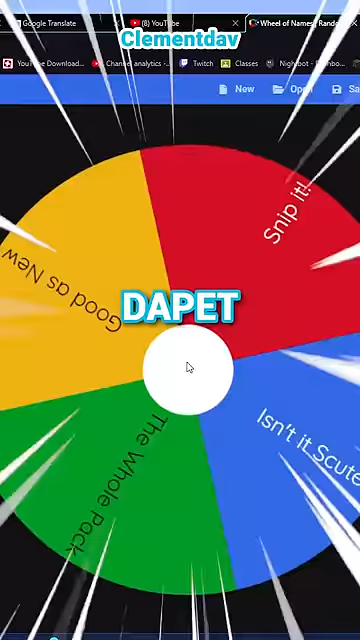 Google Translate
(8) YouTube
Wheel of Names
Clementdav
YouTube Download...
Channel analytics -...
Twitch
Classes
Nightbot -
New
Open
Snip it!
Good as New
DAPET
Isn't it Scute
The Whole Pack